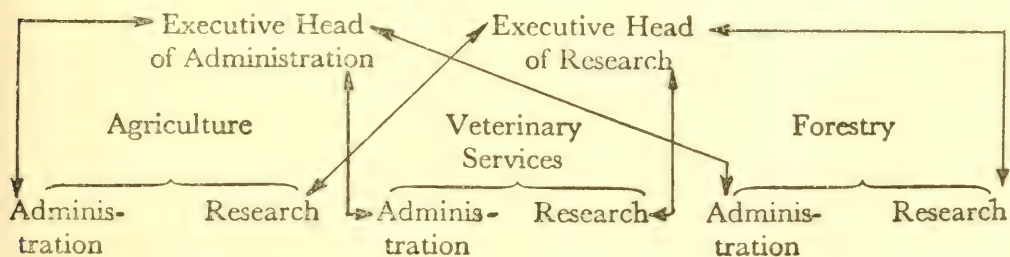 Executive Head Executive Head
of Administration of Research
Agriculture Veterinary Forestry
Services
Adminis- Research Adminis- Research Adminis- Research
tration tration tration